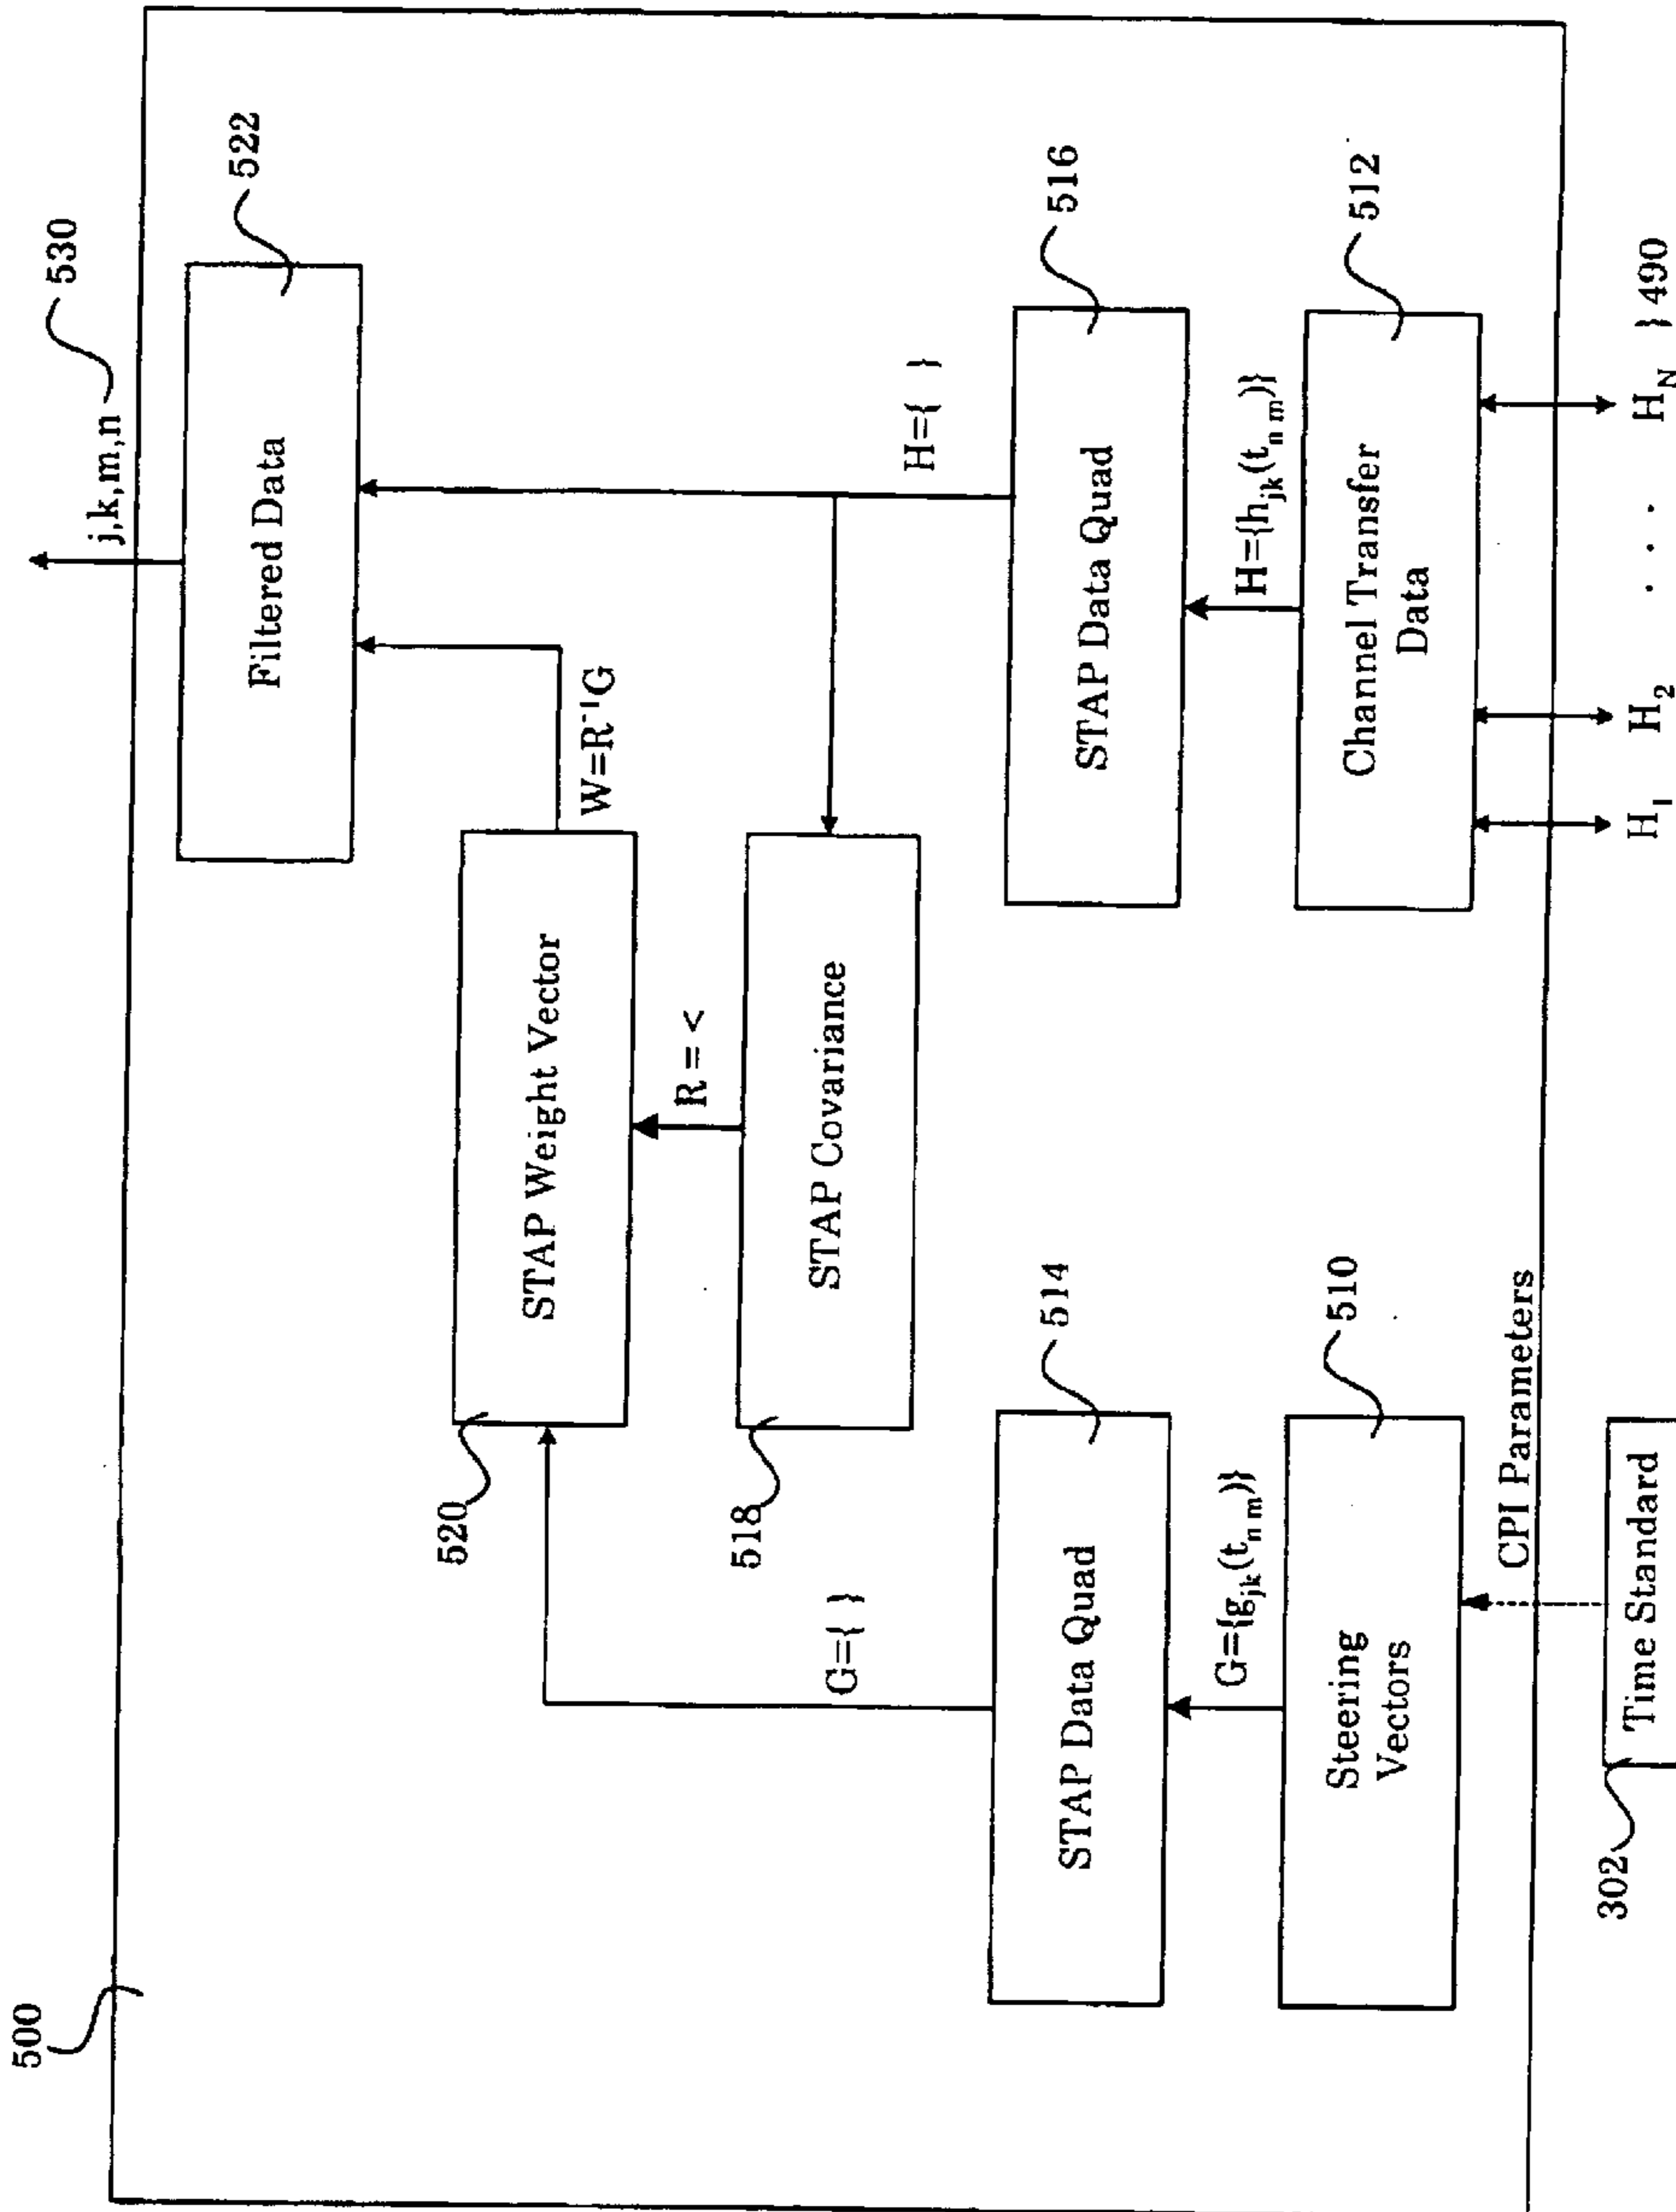 500
j,k,m,n
530
Filtered Data
522
W=R⁻¹G
STAP Weight Vector
520
R = <
H={ }
STAP Covariance
518
G={ }
STAP Data Quad
514
STAP Data Quad
516
G={g_jk(t_n m)}
H={h_jk(t_n m)}
Steering
Vectors
510
Channel Transfer
Data
512
CPI Parameters
302
Time Standard
H₁ H₂ . . . H_N } 490